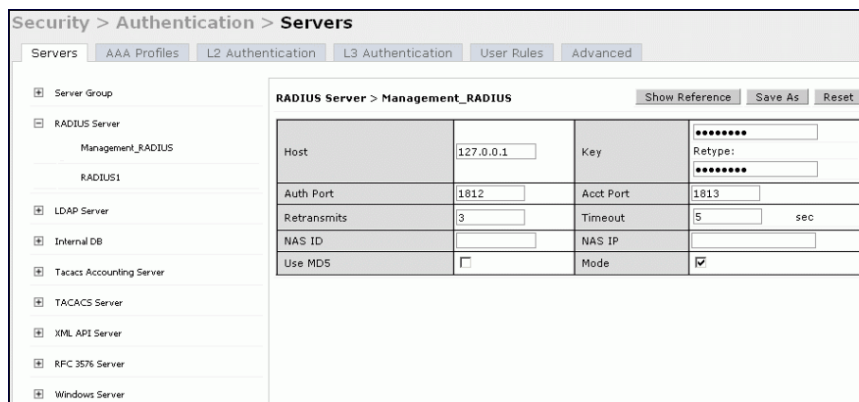 Security > Authentication > Servers
Servers AAA Profiles L2 Authentication L3 Authentication User Rules Advanced
Server Group
RADIUS Server
Management_RADIUS
RADIUS1
LDAP Server
Internal DB
Tacacs Accounting Server
TACACS Server
XML API Server
RFC 3576 Server
Windows Server
RADIUS Server > Management_RADIUS Show Reference Save As Reset
Host 127.0.0.1 Key ●●●●●●●●
Retype:
●●●●●●●●
Auth Port 1812 Acct Port 1813
Retransmits 3 Timeout 5 sec
NAS ID NAS IP
Use MD5 Mode